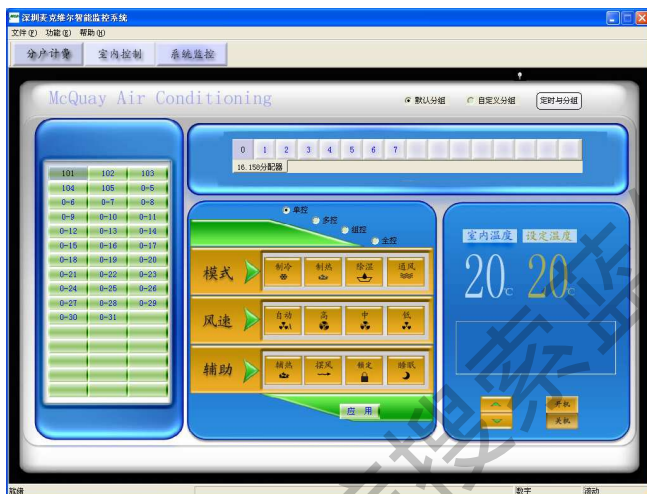 深圳麦克维尔智能监控系统
文件(F) 功能(E) 帮助(H)
分户计费 室内控制 系统监控
McQuay Air Conditioning
默认分组 自定义分组 定时与分组
0 1 2 3 4 5 6 7
16.158分配器
101 102 103
104 105 0-5
0-6 0-7 0-8
0-9 0-10 0-11
0-12 0-13 0-14
0-15 0-16 0-17
0-18 0-19 0-20
0-21 0-22 0-23
0-24 0-25 0-26
0-27 0-28 0-29
0-30 0-31
单控
多控
组控
全控
模式 制冷 制热 除湿 通风
风速 自动 高 中 低
辅助 辅热 摆风 锁定 睡眠
应用
室内温度 设定温度
20℃ 20℃
开机
关机
就绪 数字 滚动
搜索